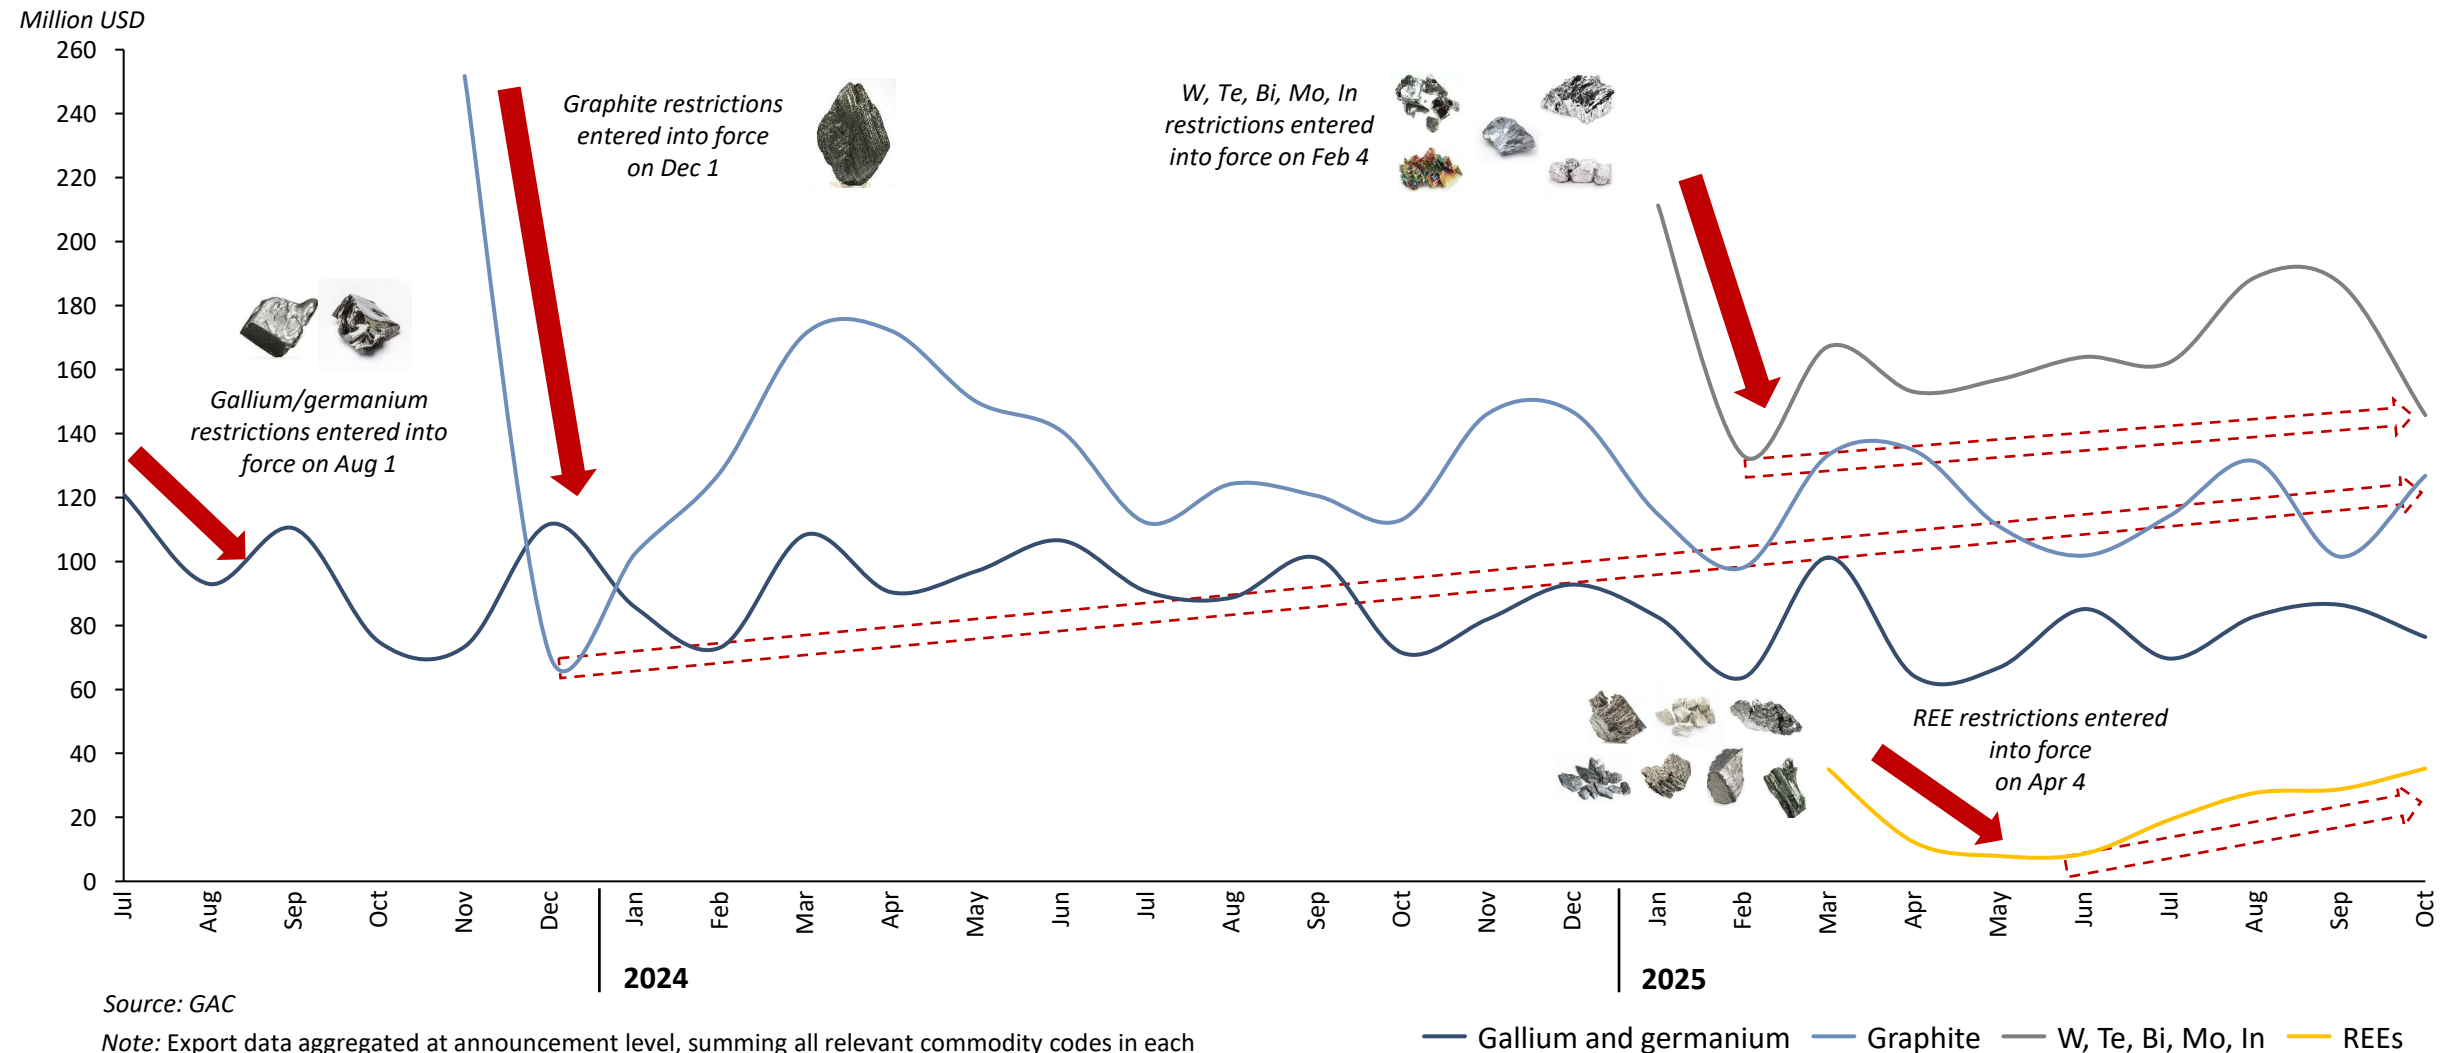 Million USD
260
240
220
200
180
160
140
120
100
80
60
40
20
0
Graphite restrictions
entered into force
on Dec 1
W, Te, Bi, Mo, In
restrictions entered
into force on Feb 4
Gallium/germanium
restrictions entered into
force on Aug 1
REE restrictions entered
into force
on Apr 4
Jul
Aug
Sep
Oct
Nov
Dec
Jan
Feb
Mar
Apr
May
Jun
Jul
Aug
Sep
Oct
Nov
Dec
Jan
Feb
Mar
Apr
May
Jun
Jul
Aug
Sep
Oct
2024
2025
Source: GAC
Note: Export data aggregated at announcement level, summing all relevant commodity codes in each
Gallium and germanium
Graphite
W, Te, Bi, Mo, In
REEs